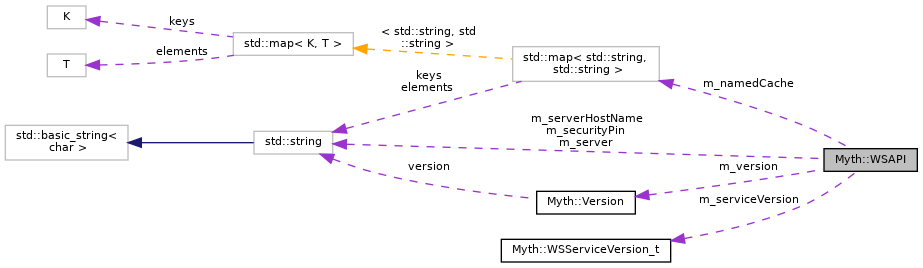 K
keys
T
elements
std::map< K, T >
< std::string, std
::string >
std::map< std::string,
std::string >
m_namedCache
keys
elements
std::basic_string<
char >
std::string
m_serverHostName
m_securityPin
m_server
Myth::WSAPI
version
Myth::Version
m_version
m_serviceVersion
Myth::WSServiceVersion_t